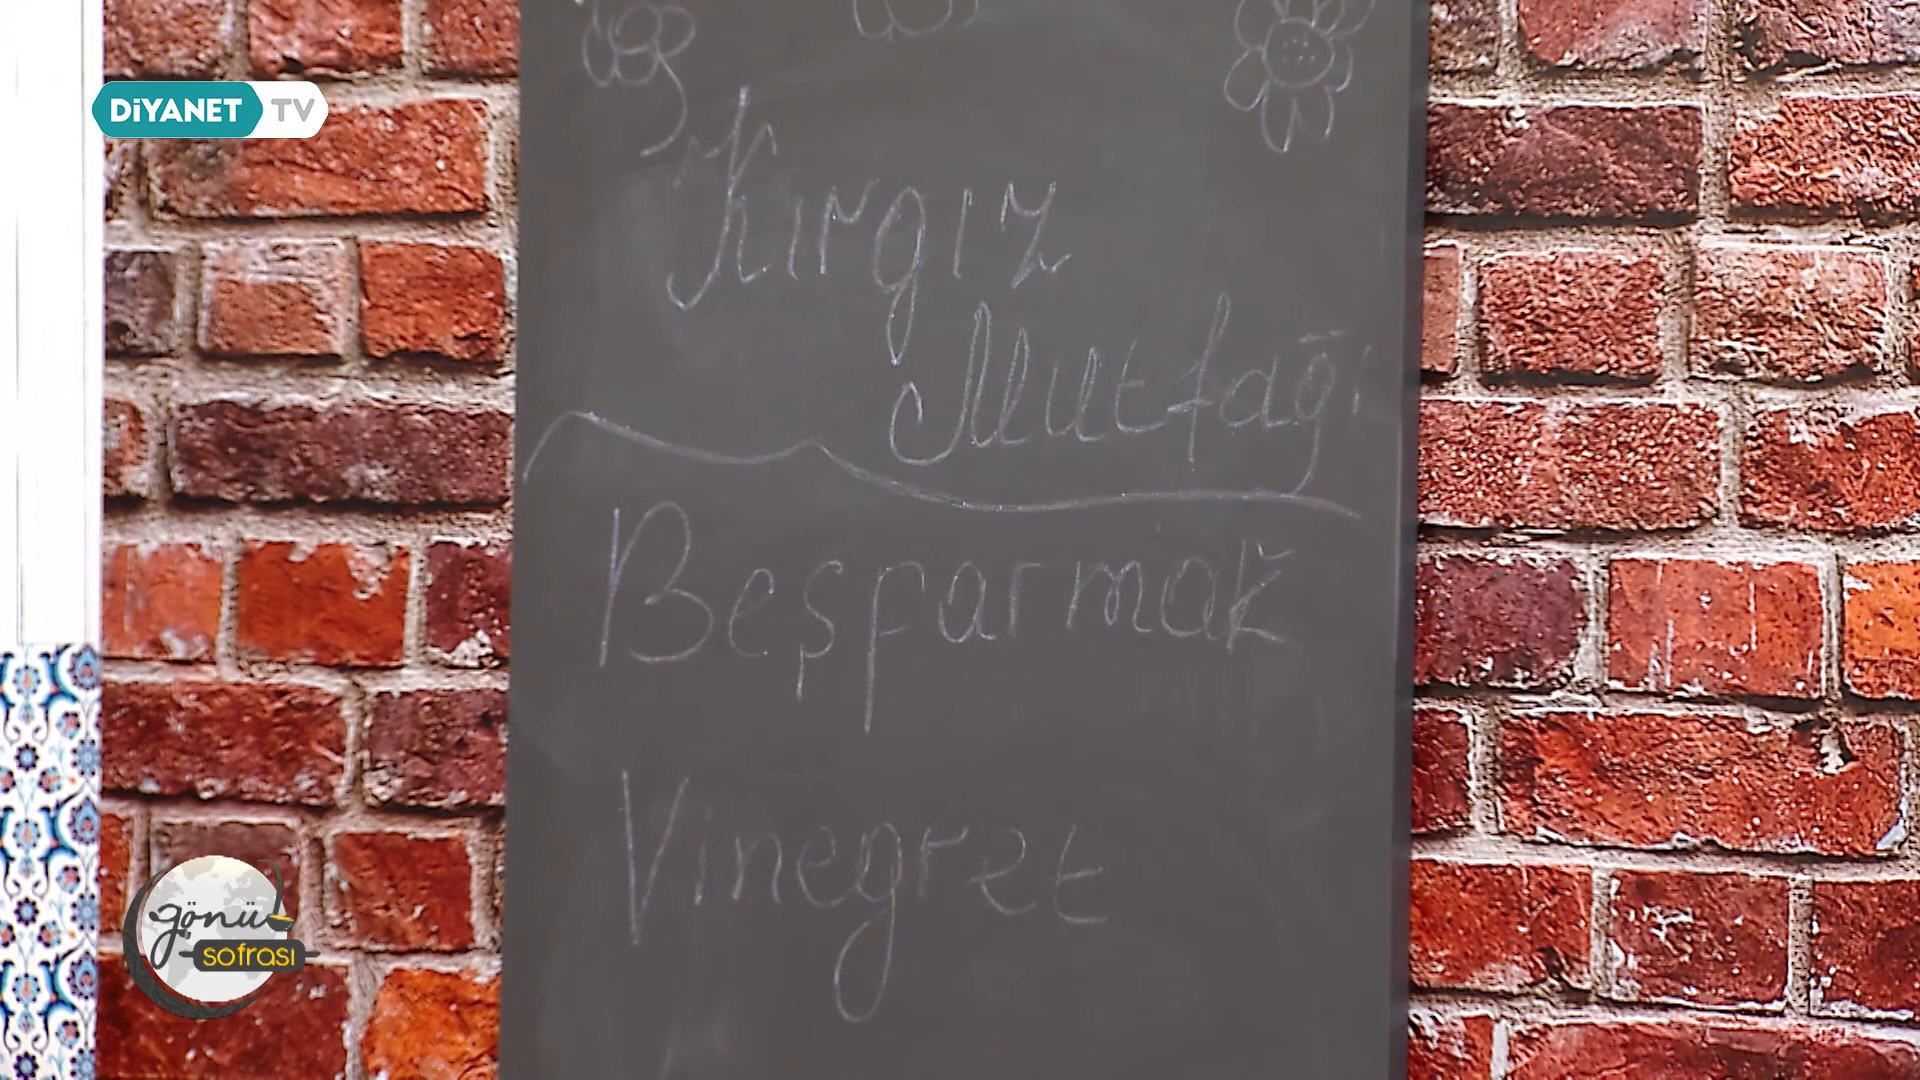 DİYANET TV
Kırgız
Mutfağı
Beşparmak
Vinegret
gönül
sofrası